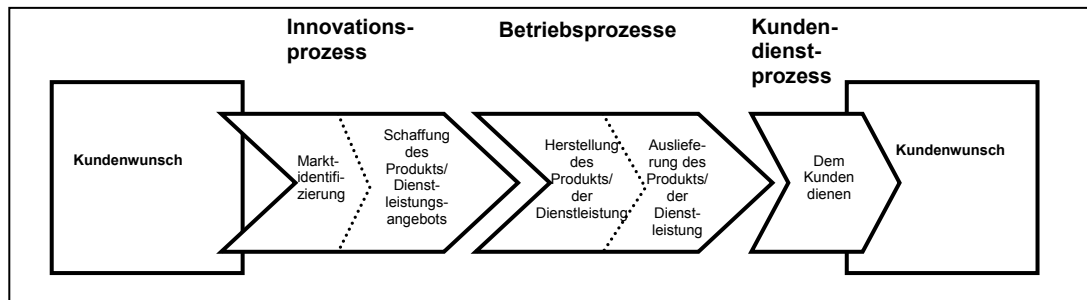 Innovations-
prozess
Betriebsprozesse
Kunden-
dienst-
prozess
Kundenwunsch
Markt-
identifi-
zierung
Schaffung
des
Produkts/
Dienst-
leistungs-
angebots
Herstellung
des
Produkts/
der
Dienstleistung
Ausliefe-
rung des
Produkts/
der
Dienst-
leistung
Dem
Kunden
dienen
Kundenwunsch